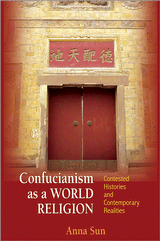 德配天地
Confucianism
as a WORLD
RELIGION
Contested
Histories and
Contemporary
Realities
Anna Sun